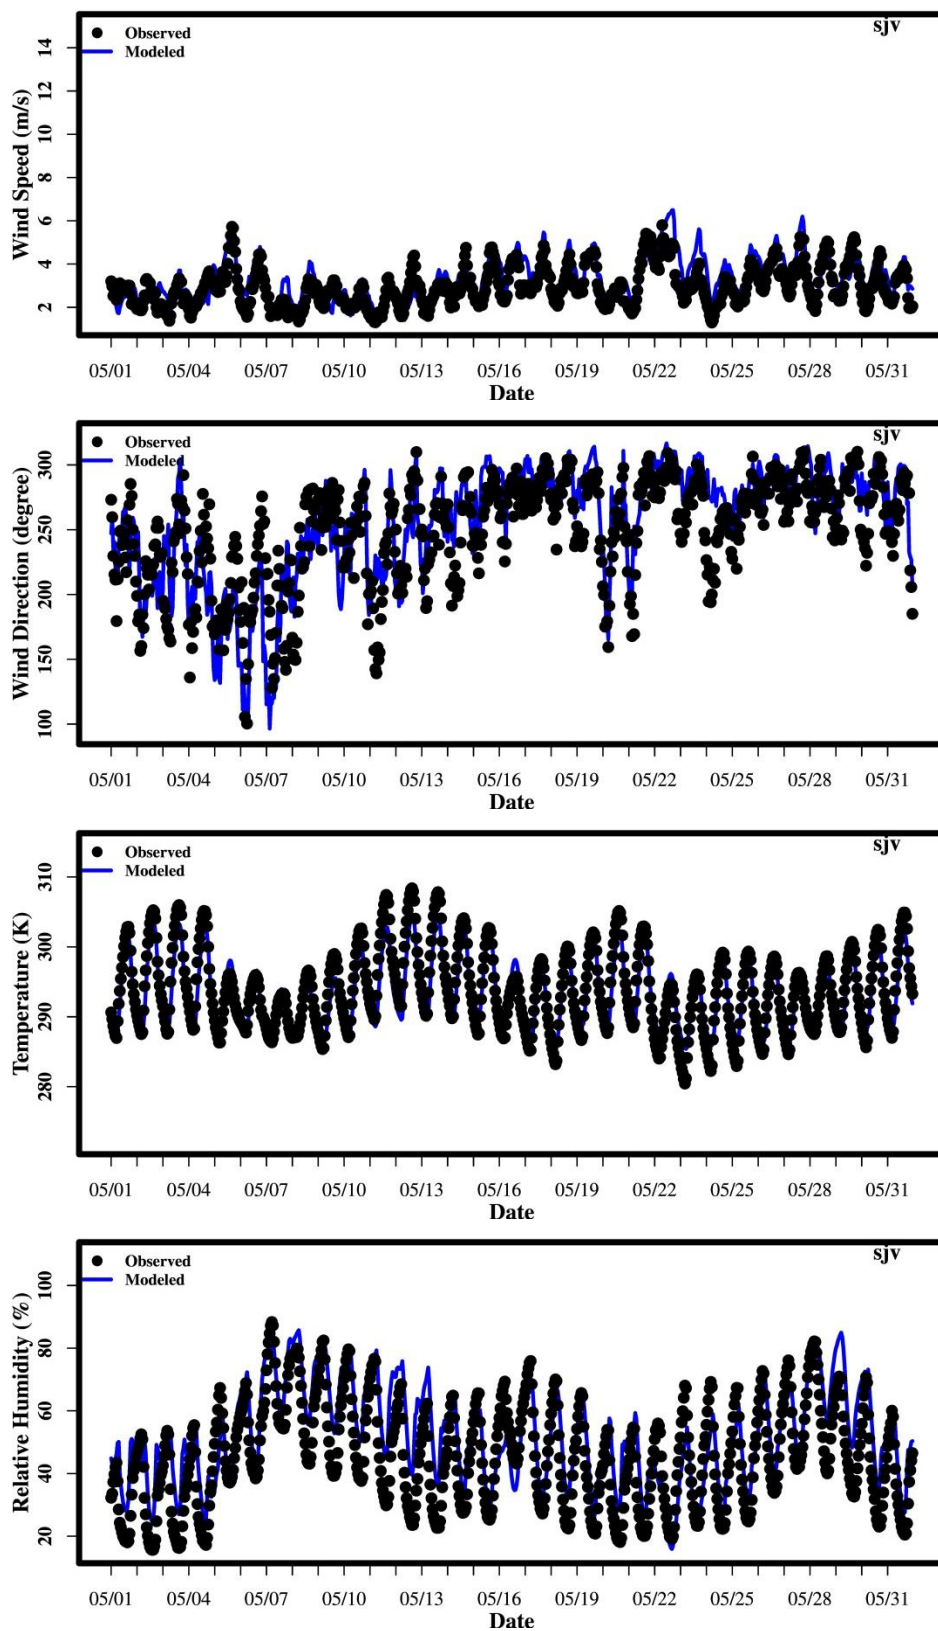 sjv
Observed
Modeled
Wind Speed (m/s)
2 4 6 8 10 12 14
05/01 05/04 05/07 05/10 05/13 05/16 05/19 05/22 05/25 05/28 05/31
Date
sjv
Observed
Modeled
Wind Direction (degree)
100 150 200 250 300
05/01 05/04 05/07 05/10 05/13 05/16 05/19 05/22 05/25 05/28 05/31
Date
sjv
Observed
Modeled
Temperature (K)
280 290 300 310
05/01 05/04 05/07 05/10 05/13 05/16 05/19 05/22 05/25 05/28 05/31
Date
sjv
Observed
Modeled
Relative Humidity (%)
20 40 60 80 100
05/01 05/04 05/07 05/10 05/13 05/16 05/19 05/22 05/25 05/28 05/31
Date